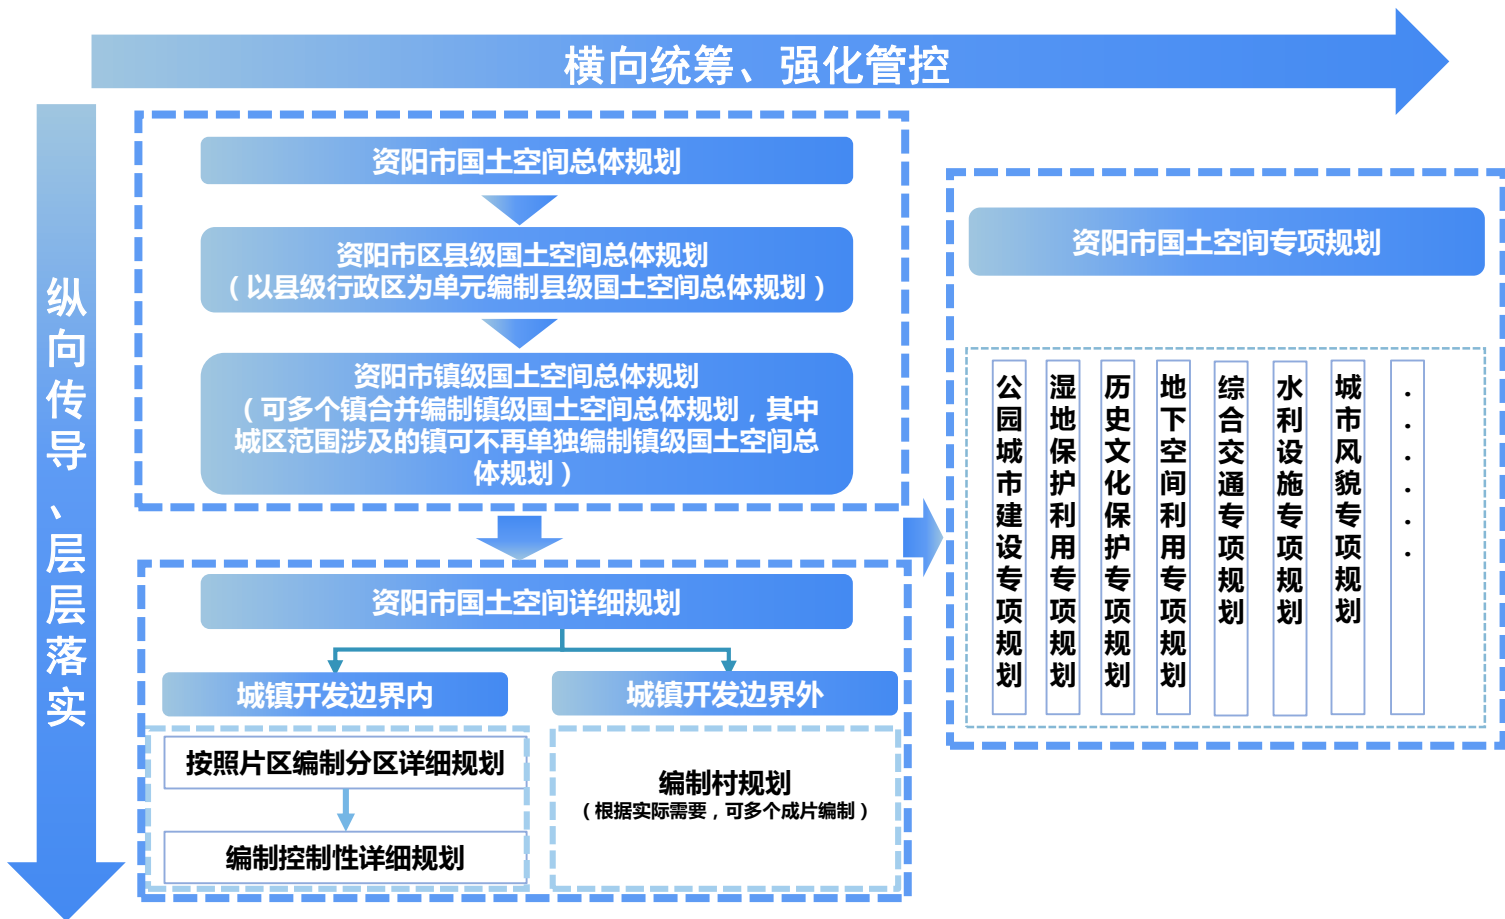 横向统筹、强化管控
纵向传导、层层落实
资阳市国土空间总体规划
资阳市区县级国土空间总体规划
（以县级行政区为单元编制县级国土空间总体规划）
资阳市镇级国土空间总体规划
（可多个镇合并编制镇级国土空间总体规划，其中
城区范围涉及的镇可不再单独编制镇级国土空间总
体规划）
资阳市国土空间详细规划
城镇开发边界内
城镇开发边界外
按照片区编制分区详细规划
编制控制性详细规划
编制村规划
（根据实际需要，可多个成片编制）
资阳市国土空间专项规划
公园城市建设专项规划
湿地保护利用专项规划
历史文化保护专项规划
地下空间利用专项规划
综合交通专项规划
水利设施专项规划
城市风貌专项规划
......